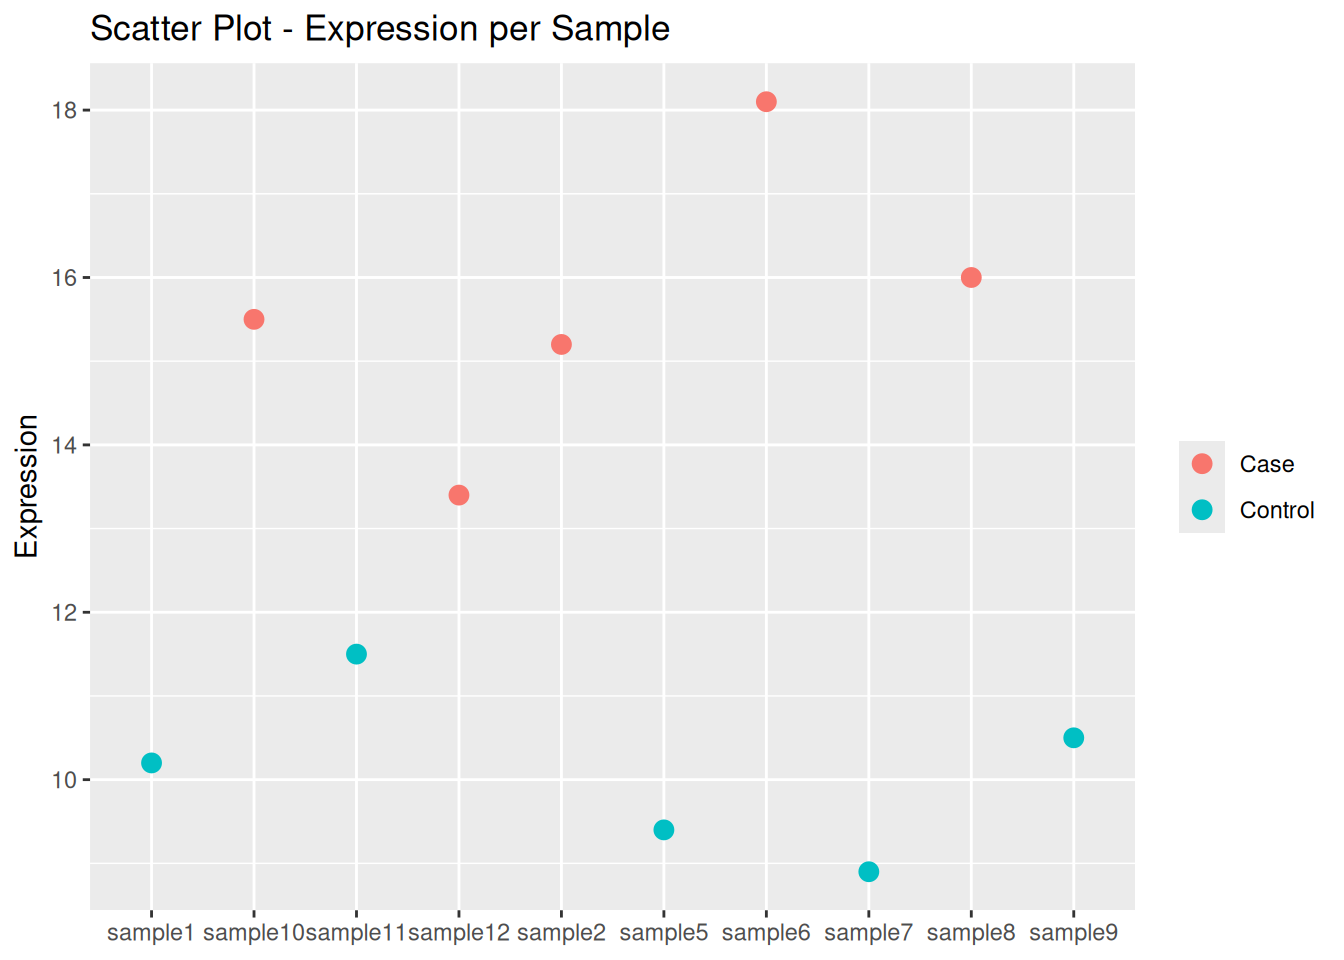 Scatter Plot - Expression per Sample
Expression
18
16
14
12
10
sample1 sample10 sample11 sample12 sample2 sample5 sample6 sample7 sample8 sample9
Case
Control